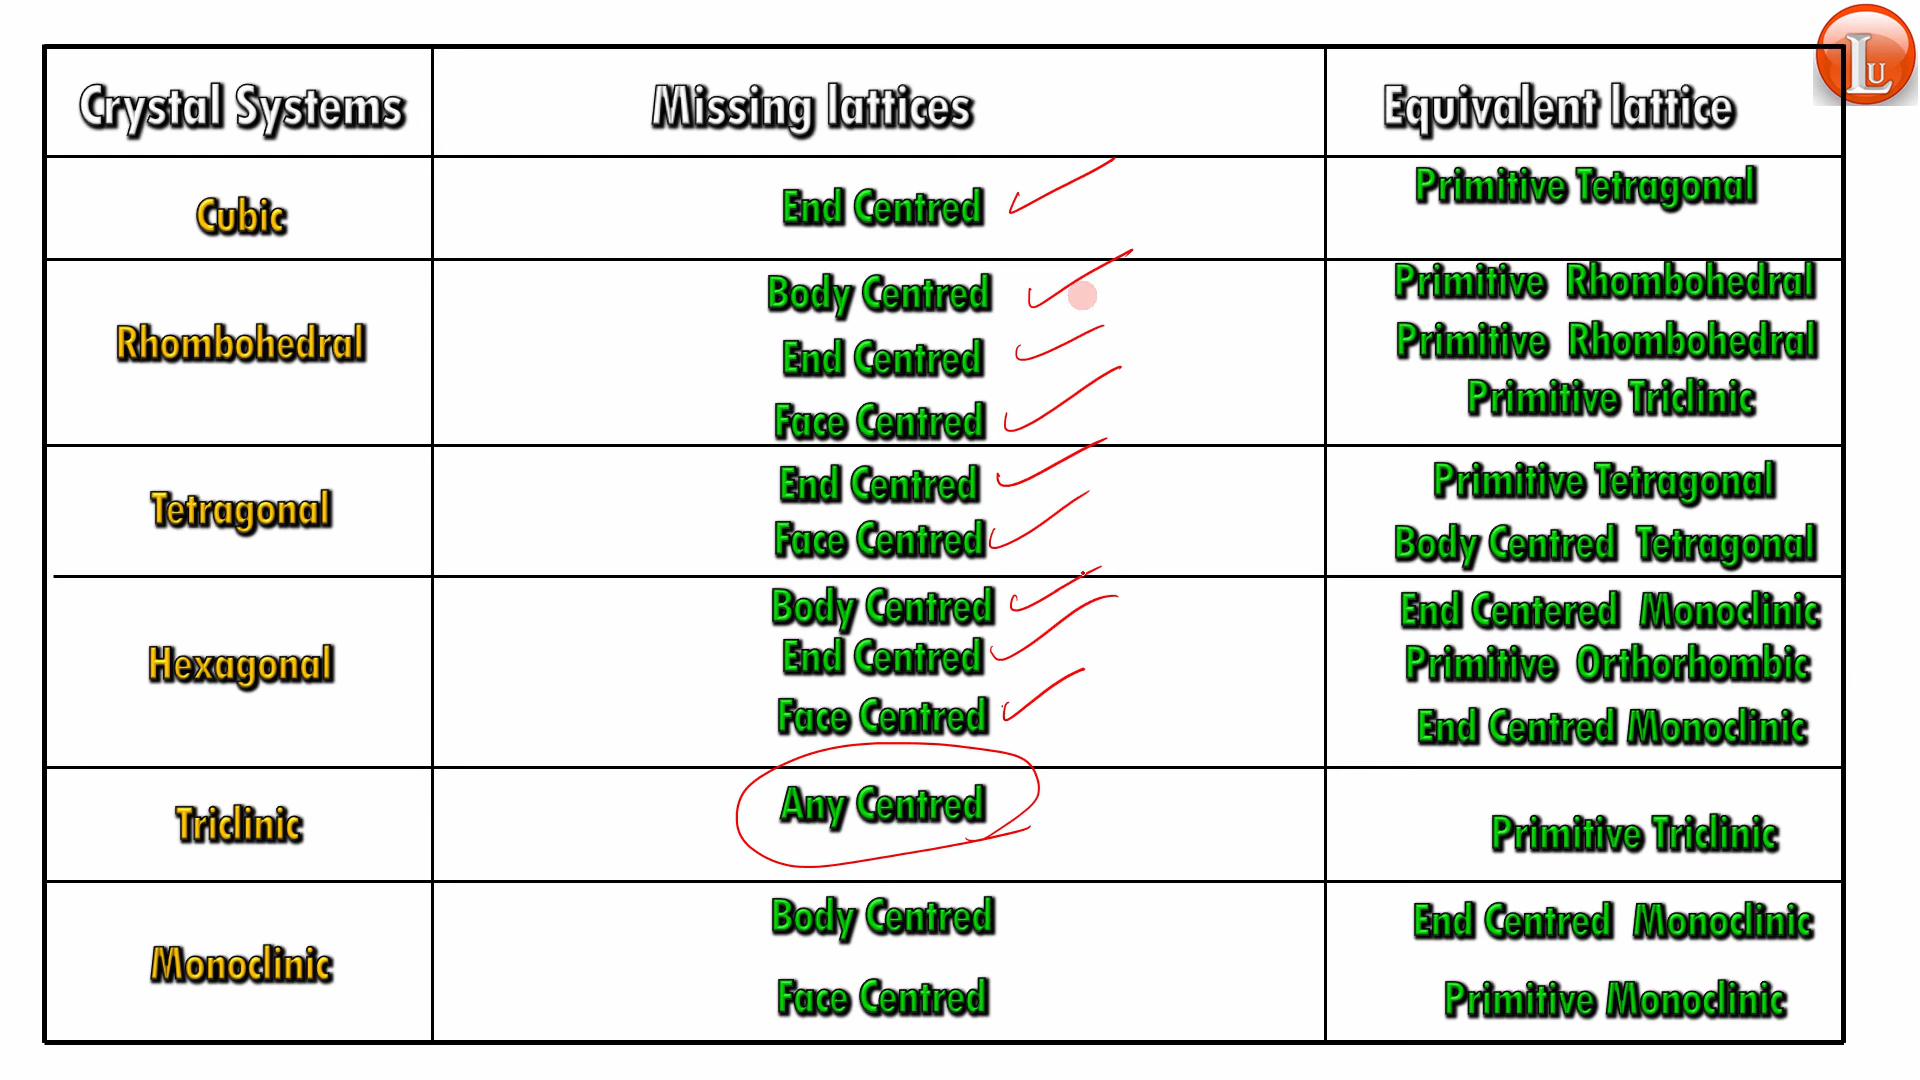 LU
Crystal Systems Missing lattices Equivalent lattice
Cubic
End Centred
Primitive Tetragonal
Rhombohedral
Body Centred
End Centred
Face Centred
Primitive Rhombohedral
Primitive Rhombohedral
Primitive Triclinic
Tetragonal
End Centred
Face Centred
Primitive Tetragonal
Body Centred Tetragonal
Hexagonal
Body Centred
End Centred
Face Centred
End Centered Monoclinic
Primitive Orthorhombic
End Centred Monoclinic
Triclinic
Any Centred
Primitive Triclinic
Monoclinic
Body Centred
Face Centred
End Centred Monoclinic
Primitive Monoclinic